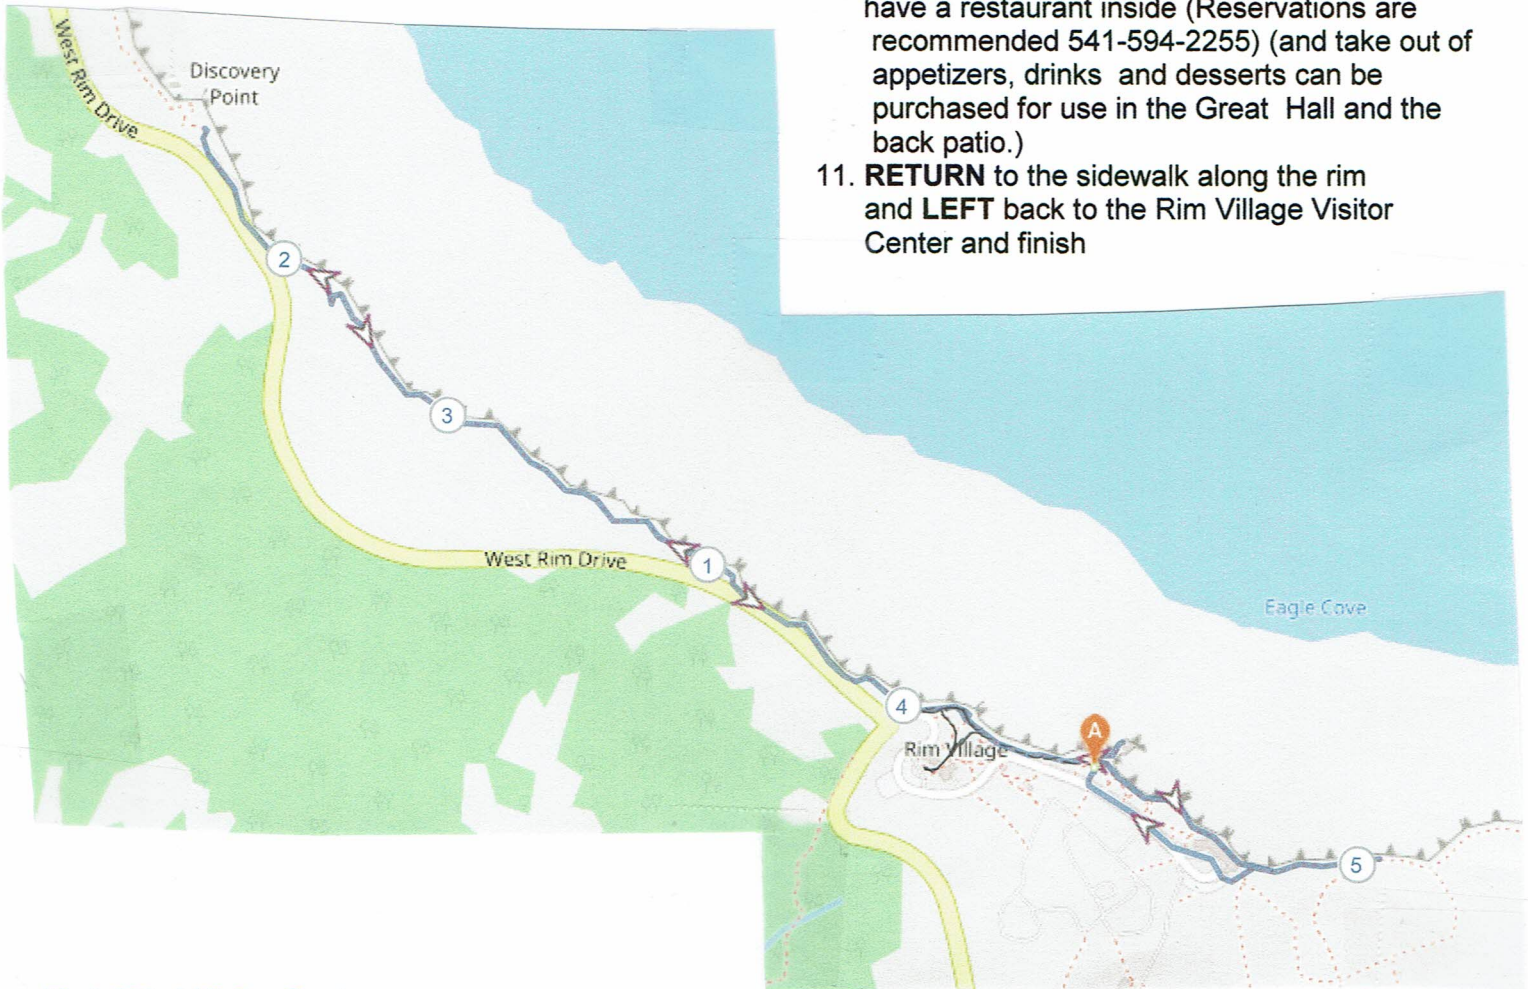 have a restaurant inside (Reservations are
recommended 541-594-2255) (and take out of
appetizers, drinks and desserts can be
purchased for use in the Great Hall and the
back patio.)
11. RETURN to the sidewalk along the rim
and LEFT back to the Rim Village Visitor
Center and finish
West Rim Drive
Discovery
Point
2
3
West Rim Drive
1
Eagle Cove
4
A
Rim Village
5